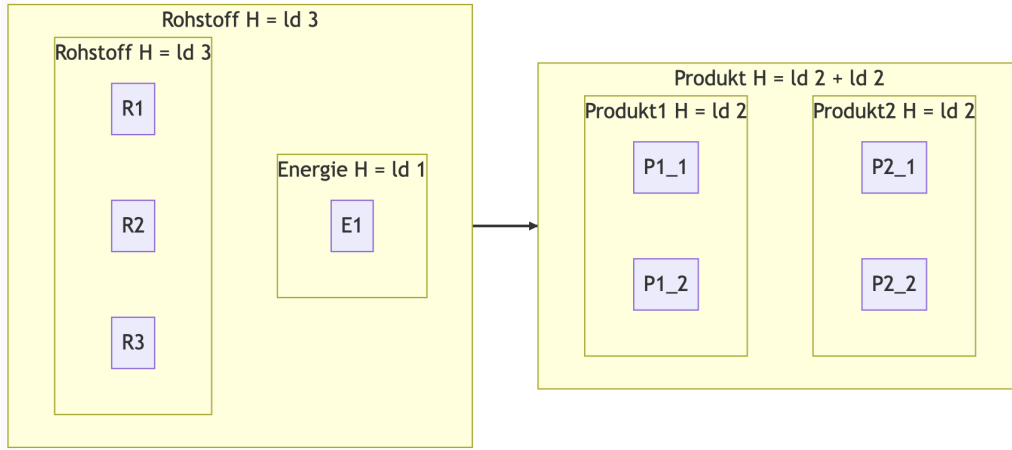 Rohstoff H = ld 3
Rohstoff H = ld 3
R1
R2
R3
Energie H = ld 1
E1
Produkt H = ld 2 + ld 2
Produkt1 H = ld 2
P1_1
P1_2
Produkt2 H = ld 2
P2_1
P2_2